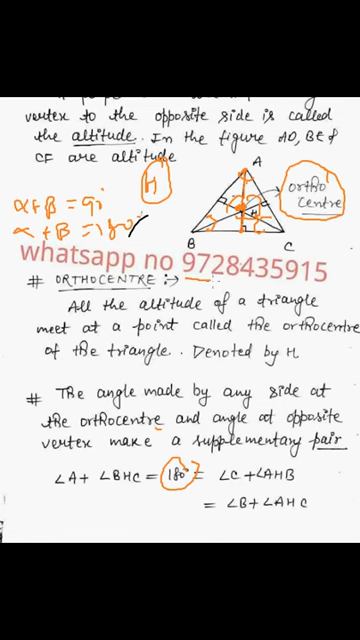 vertex to the opposite side is called
the altitude. In the figure AD, BE &
CF are altitude
H
A
ortho
Centre
α+β =90
α + β =180°
H
B
C
whatsapp no 9728435915
# ORTHOCENTRE :→
All the altitude of a triangle
meet at a point called the orthocentre
of the triangle. Denoted by H
# The angle made by any side at
the orthocentre and angle at opposite
vertex make a supplementary pair
∠A + ∠BHC = 180° = ∠C + ∠AHB
= ∠B + ∠AHC